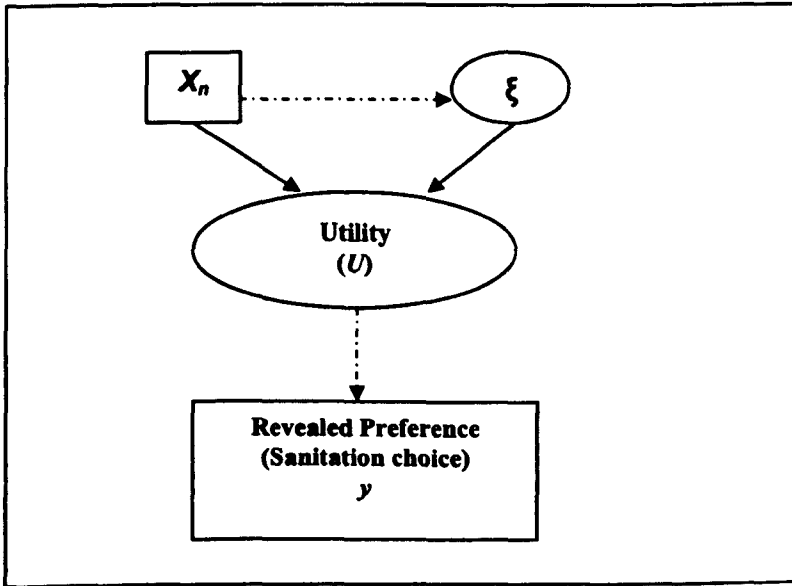 Xn
ξ
Utility
(U)
Revealed Preference
(Sanitation choice)
y